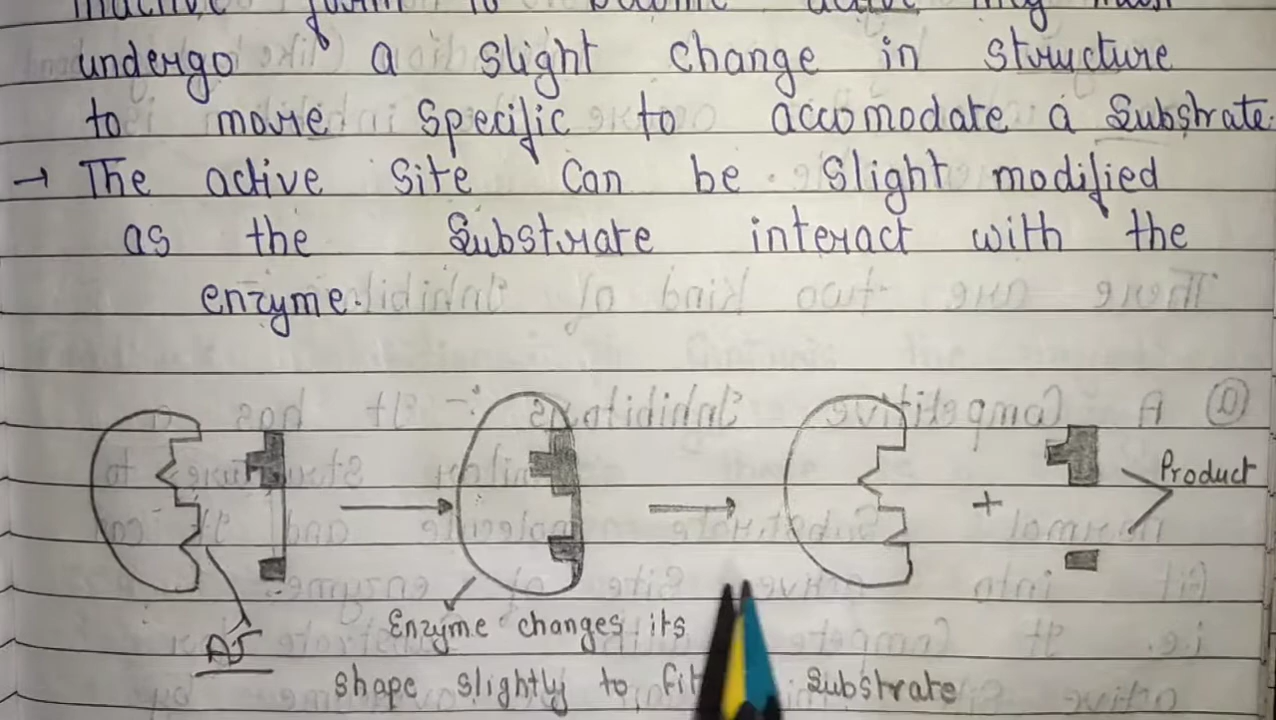 undergo a slight change in structure
to more specific to accomodate a Substrate.
→ The active site can be slight modified
as the Substrate interact with the
enzyme.
+ Product
AS
Enzyme changes its
shape slightly to fit Substrate